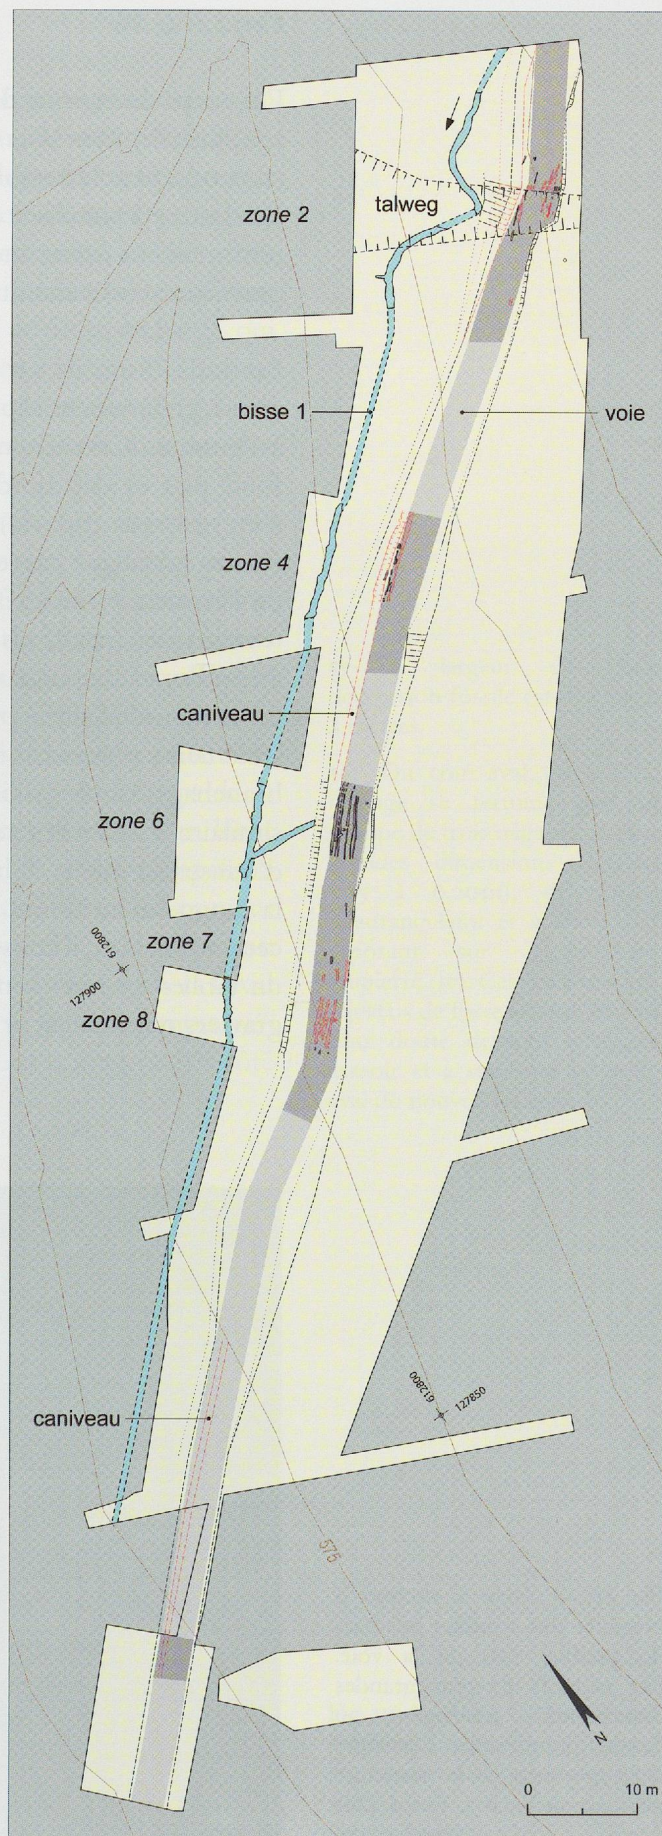 zone 2
talweg
bisse 1
voie
zone 4
caniveau
zone 6
zone 7
612800
127900
zone 8
612800
127850
caniveau
575
N
0 10 m